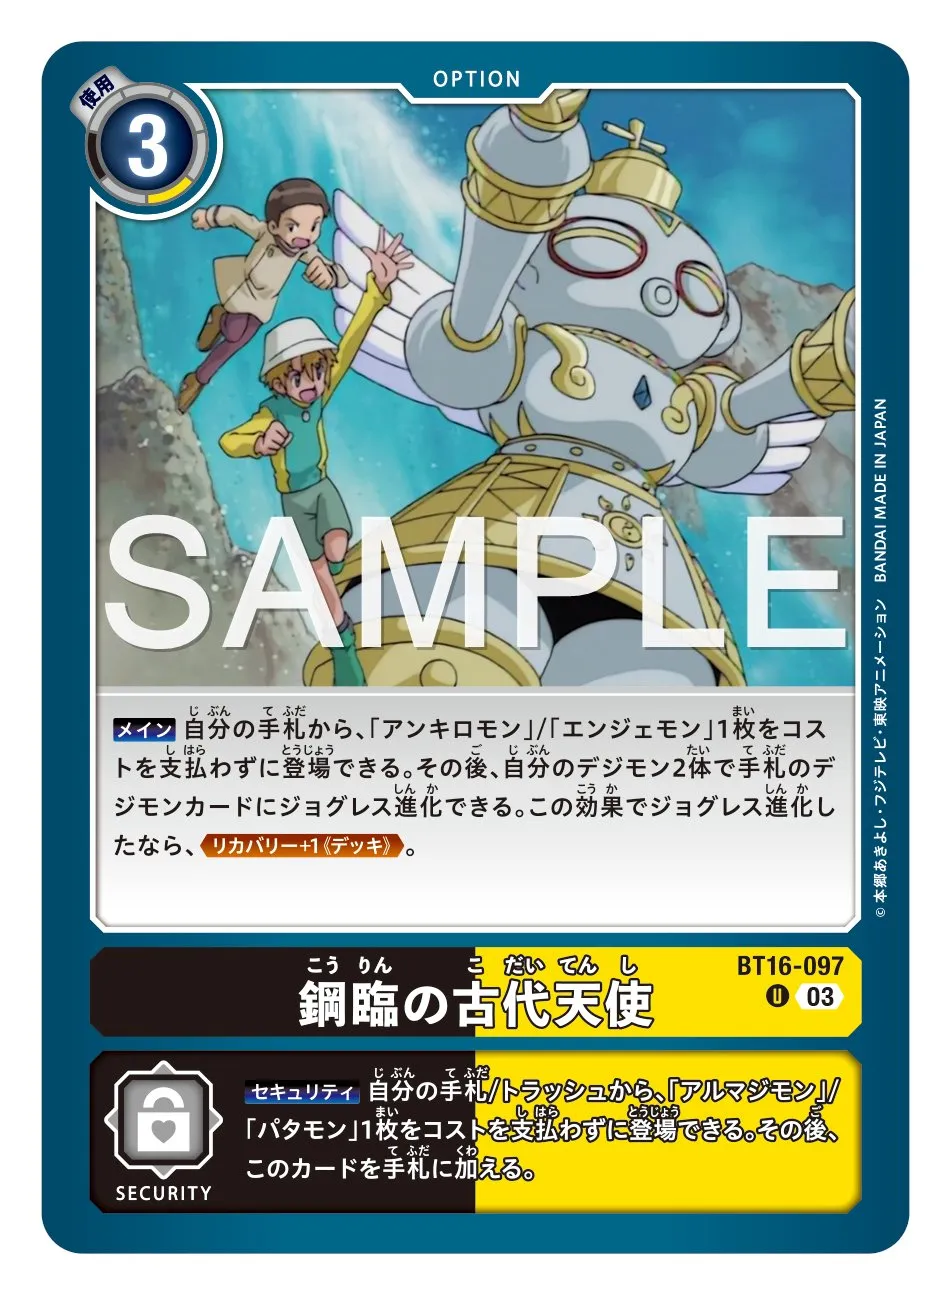 OPTION
使用
3
SAMPLE
メイン 自分の手札から、「アンキロモン」/「エンジェモン」1枚をコス
トを支払わずに登場できる。その後、自分のデジモン2体で手札のデ
ジモンカードにジョグレス進化できる。この効果でジョグレス進化し
たなら、リカバリー+1《デッキ》。
© 本郷あきよし・フジテレビ・東映アニメーション BANDAI MADE IN JAPAN
こうりん こだいてんし
鋼臨の古代天使
BT16-097
U 03
セキュリティ 自分の手札/トラッシュから、「アルマジモン」/
「パタモン」1枚をコストを支払わずに登場できる。その後、
このカードを手札に加える。
SECURITY